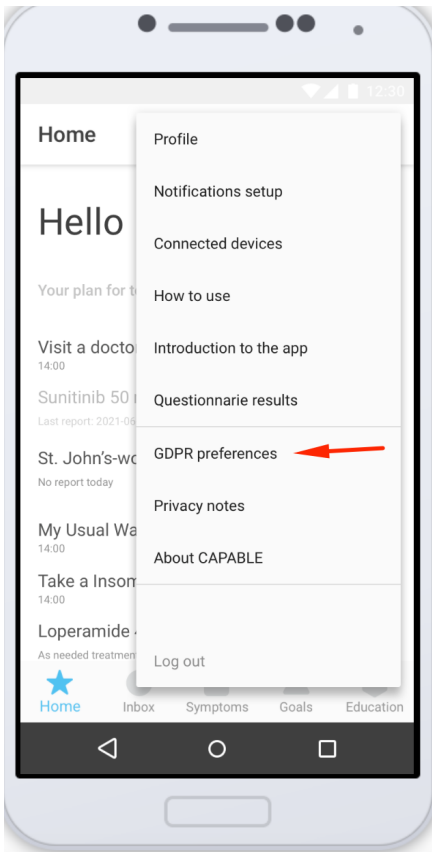 12:30
Home
Profile
Notifications setup
Hello
Connected devices
Your plan for
How to use
Visit a docto
14:00
Introduction to the app
Sunitinib 50
Last report: 2021-06
Questionnarie results
St. John's-wo
No report today
GDPR preferences
Privacy notes
My Usual Wa
14:00
About CAPABLE
Take a Insom
14:00
Loperamide
As needed treatmen
Log out
Home Inbox Symptoms Goals Education